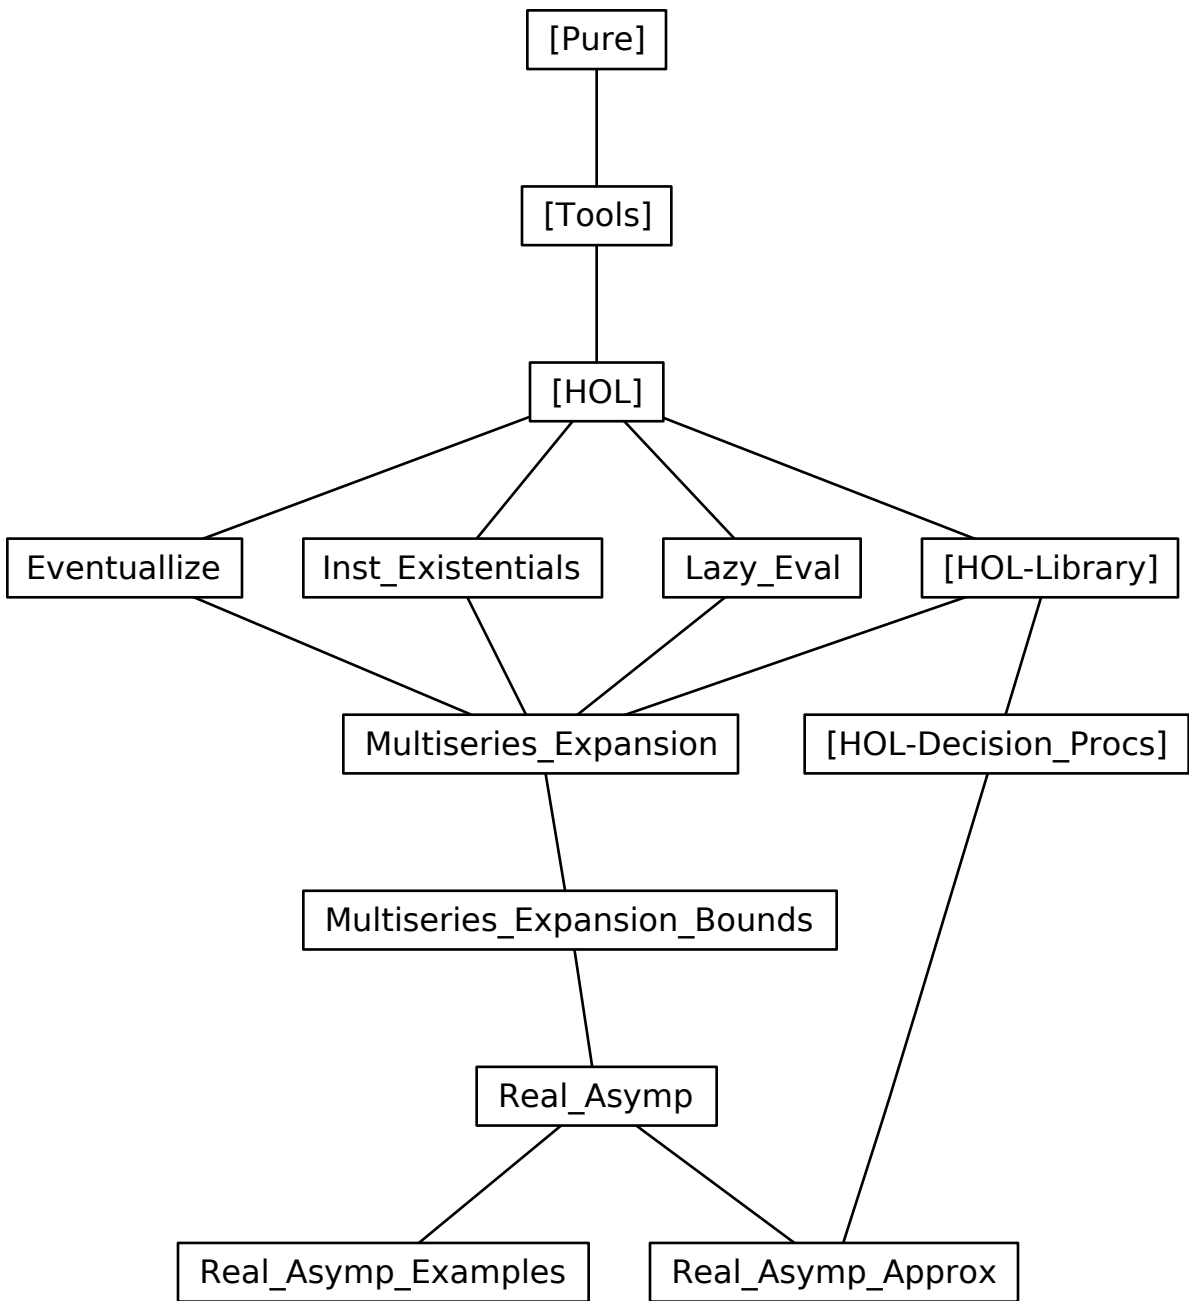 [Pure]
[Tools]
[HOL]
Eventuallize
Inst_Existentials
Lazy_Eval
[HOL-Library]
Multiseries_Expansion
[HOL-Decision_Procs]
Multiseries_Expansion_Bounds
Real_Asymp
Real_Asymp_Examples
Real_Asymp_Approx